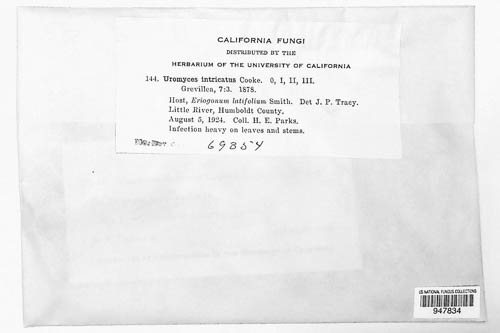 CALIFORNIA FUNGI
DISTRIBUTED BY THE
HERBARIUM OF THE UNIVERSITY OF CALIFORNIA
144. Uromyces intricatus Cooke. 0, I, II, III.
Grevillea, 7:3. 1878.
Host, Eriogonum latifolium Smith. Det J. P. Tracy.
Little River, Humboldt County.
August 5, 1924. Coll. H. E. Parks.
Infection heavy on leaves and stems.
69854
US NATIONAL FUNGUS COLLECTIONS
947834